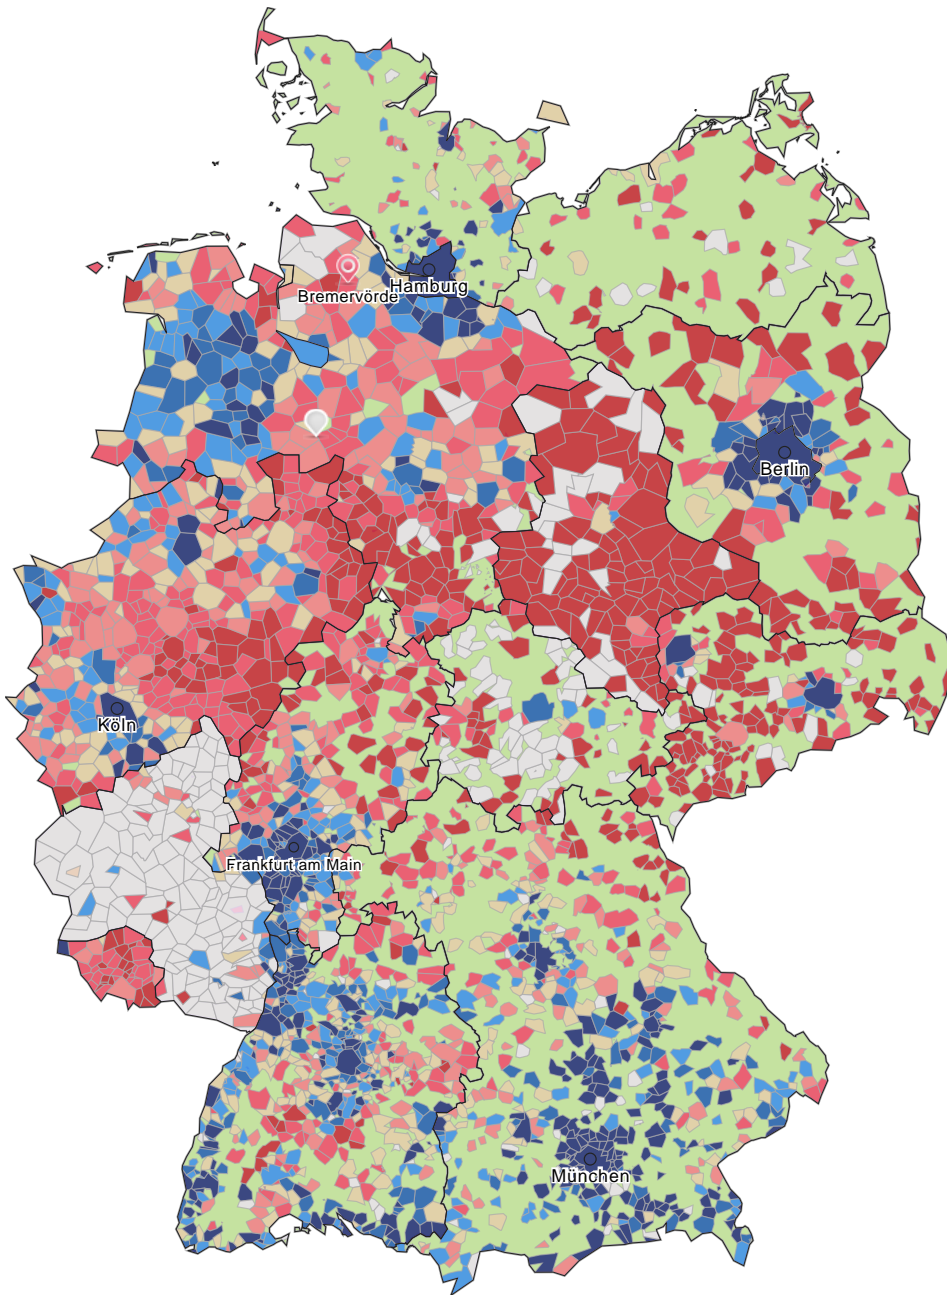 Hamburg
Bremervörde
Berlin
Köln
Frankfurt am Main
München